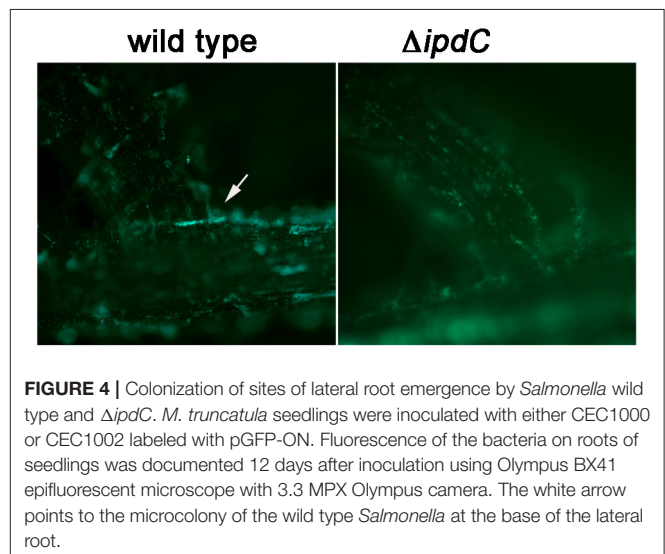 wild type
ΔipdC
FIGURE 4 | Colonization of sites of lateral root emergence by Salmonella wild
type and ΔipdC. M. truncatula seedlings were inoculated with either CEC1000
or CEC1002 labeled with pGFP-ON. Fluorescence of the bacteria on roots of
seedlings was documented 12 days after inoculation using Olympus BX41
epifluorescent microscope with 3.3 MPX Olympus camera. The white arrow
points to the microcolony of the wild type Salmonella at the base of the lateral
root.